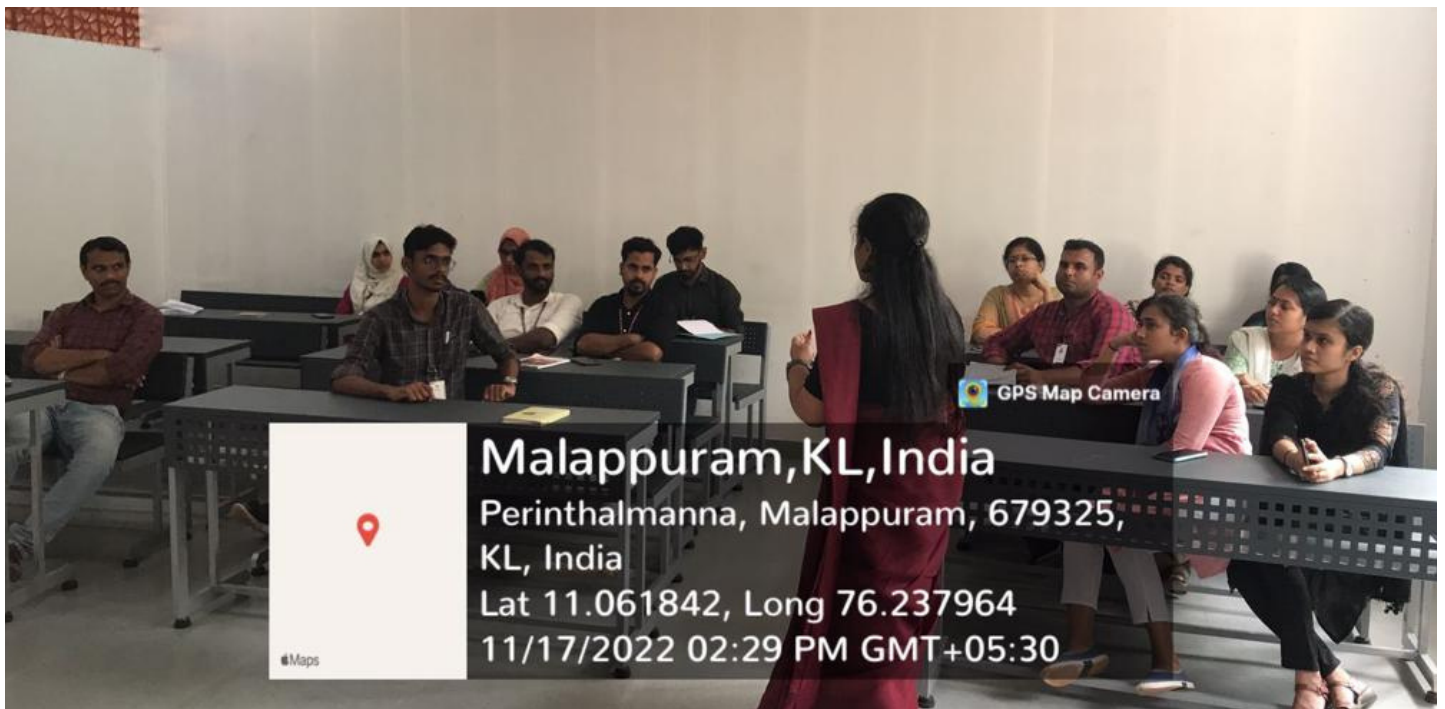 GPS Map Camera
Malappuram,KL,India
Perinthalmanna, Malappuram, 679325,
KL, India
Lat 11.061842, Long 76.237964
11/17/2022 02:29 PM GMT+05:30
Maps